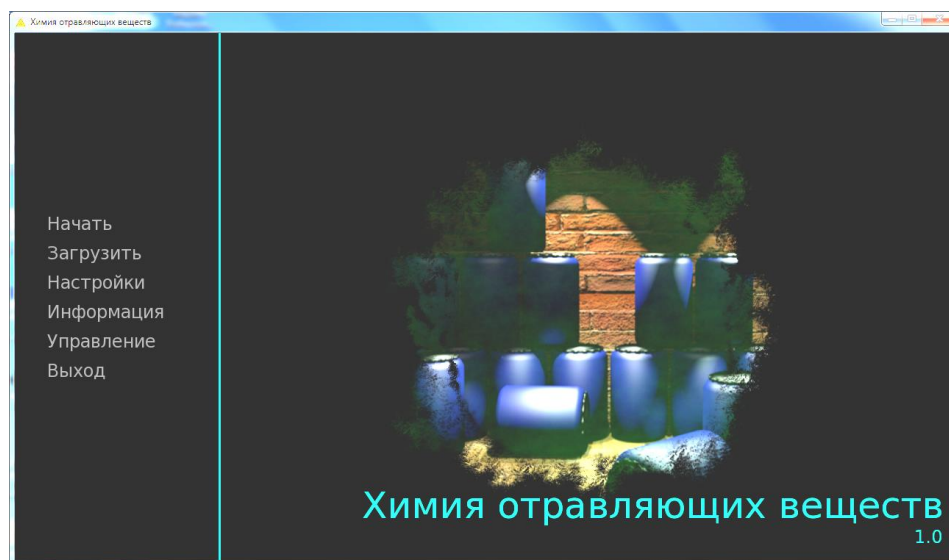 Химия отравляющих веществ
Начать
Загрузить
Настройки
Информация
Управление
Выход
Химия отравляющих веществ
1.0